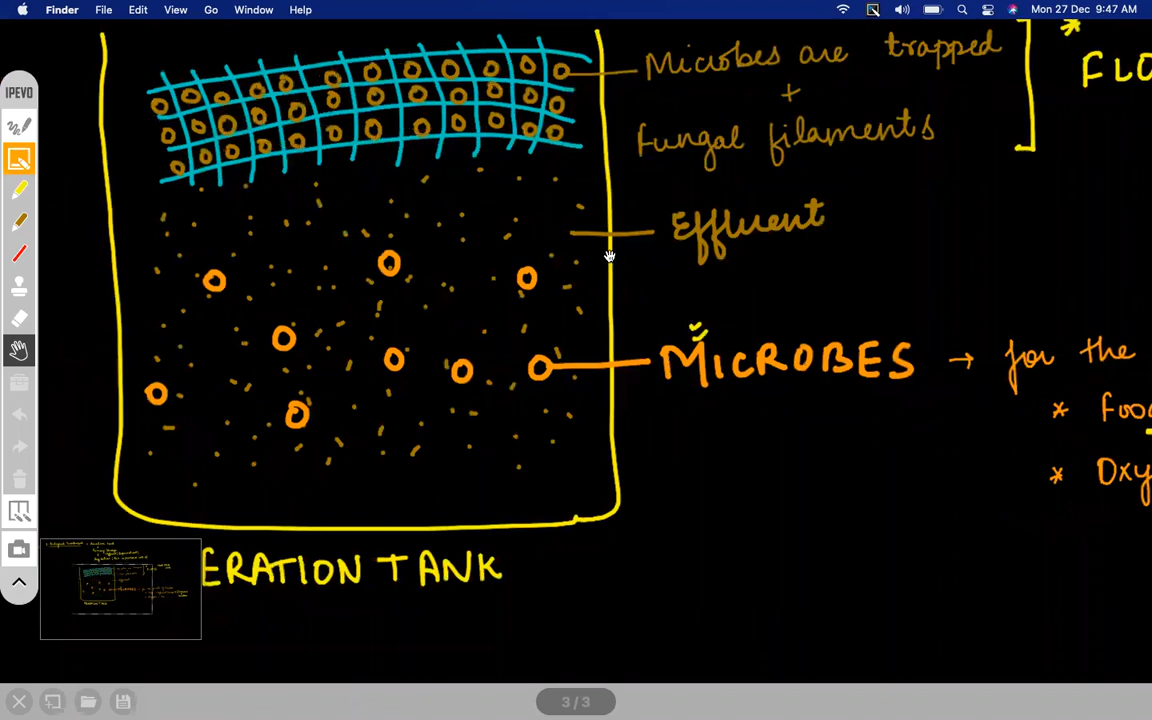 Finder File Edit View Go Window Help Mon 27 Dec 9:47 AM
IPEVO
Microbes are trapped
+
Fungal filaments
*
FLO
Effluent
MICROBES → for the
* Foo
* Oxy
ERATION TANK
3 / 3